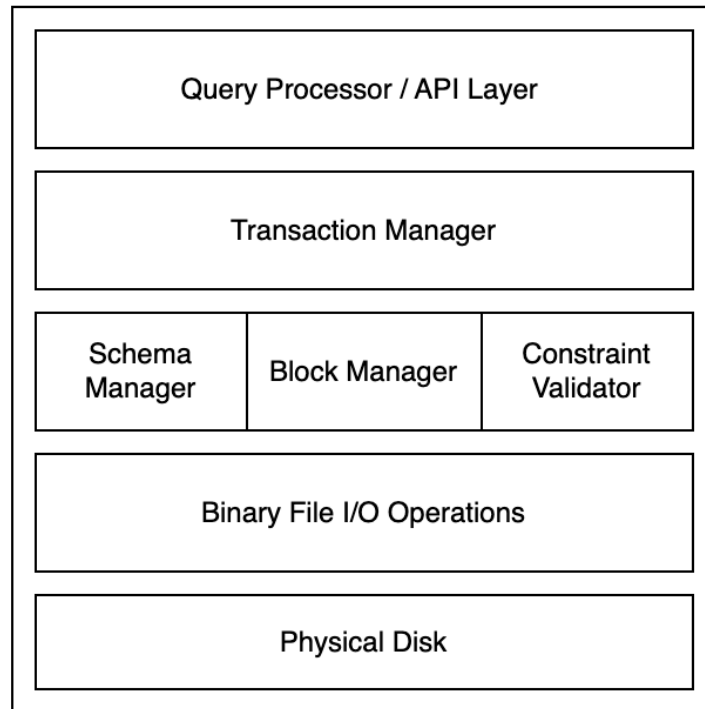 Query Processor / API Layer
Transaction Manager
Schema
Manager
Block Manager
Constraint
Validator
Binary File I/O Operations
Physical Disk